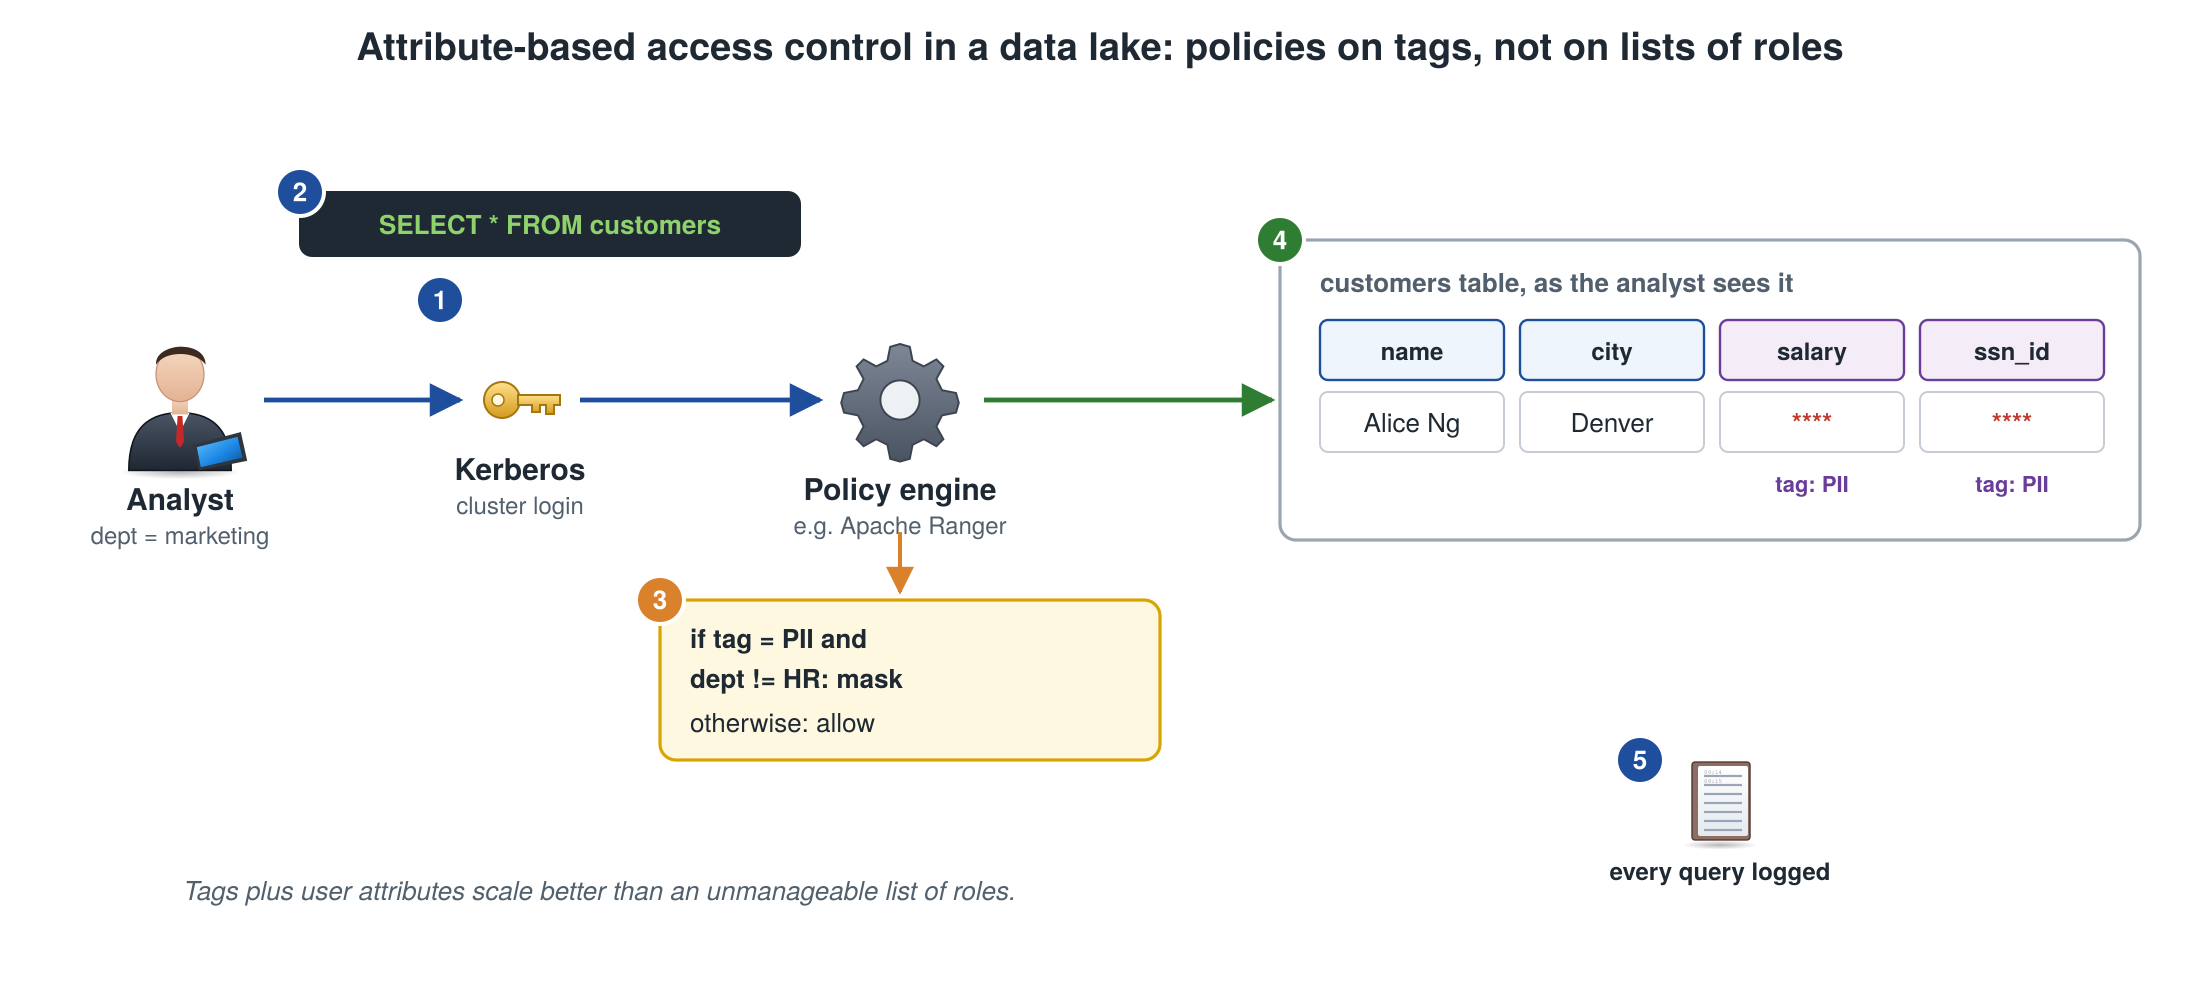 Attribute-based access control in a data lake: policies on tags, not on lists of roles
2
SELECT * FROM customers
1
Analyst
dept = marketing
Kerberos
cluster login
Policy engine
e.g. Apache Ranger
3
if tag = PII and
dept != HR: mask
otherwise: allow
4
customers table, as the analyst sees it
name city salary ssn_id
Alice Ng Denver **** ****
tag: PII tag: PII
5
every query logged
Tags plus user attributes scale better than an unmanageable list of roles.